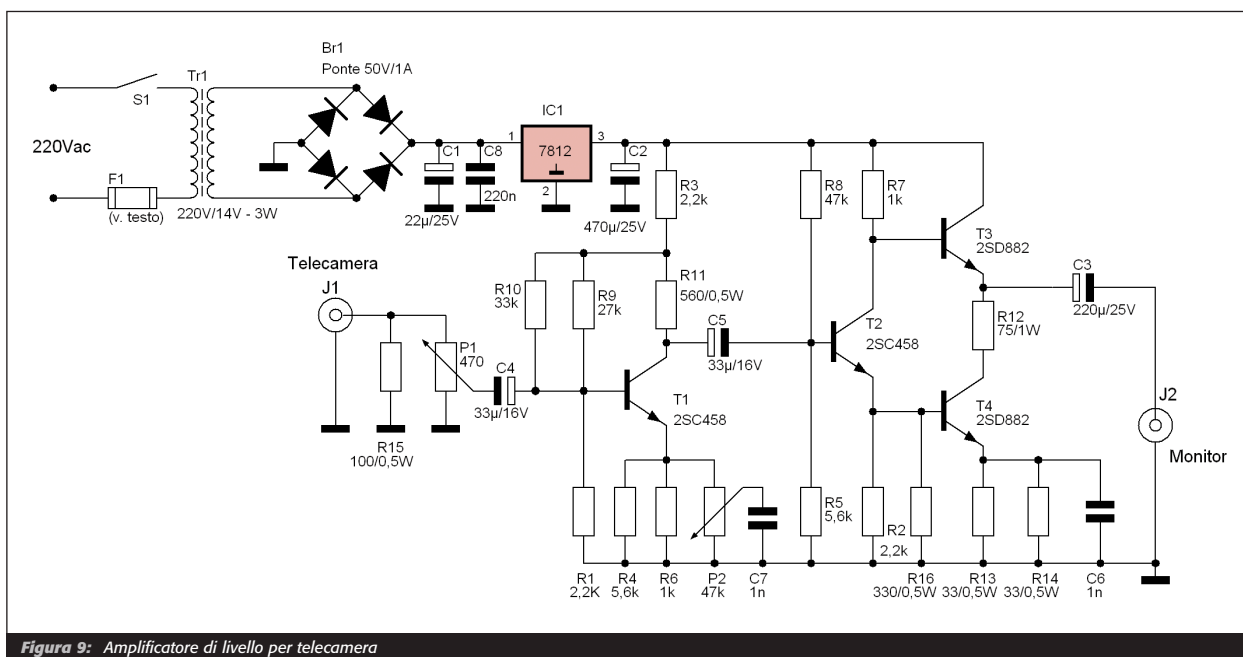 Br1
Ponte 50V/1A
Tr1
S1
IC1
220Vac
1
7812
3
2
C1
C8
C2
F1
(v. testo)
220V/14V - 3W
22µ/25V
220n
470µ/25V
R3
2,2k
R8
47k
R7
1k
T3
2SD882
Telecamera
J1
R10
33k
R9
27k
R11
560/0,5W
C3
220µ/25V
P1
470
C4
33µ/16V
C5
33µ/16V
T2
2SC458
R12
75/1W
T1
2SC458
T4
2SD882
J2
Monitor
R15
100/0,5W
R5
5,6k
R2
2,2k
R1
2,2K
R4
5,6k
R6
1k
P2
47k
C7
1n
R16
330/0,5W
R13
33/0,5W
R14
33/0,5W
C6
1n
Figura 9: Amplificatore di livello per telecamera